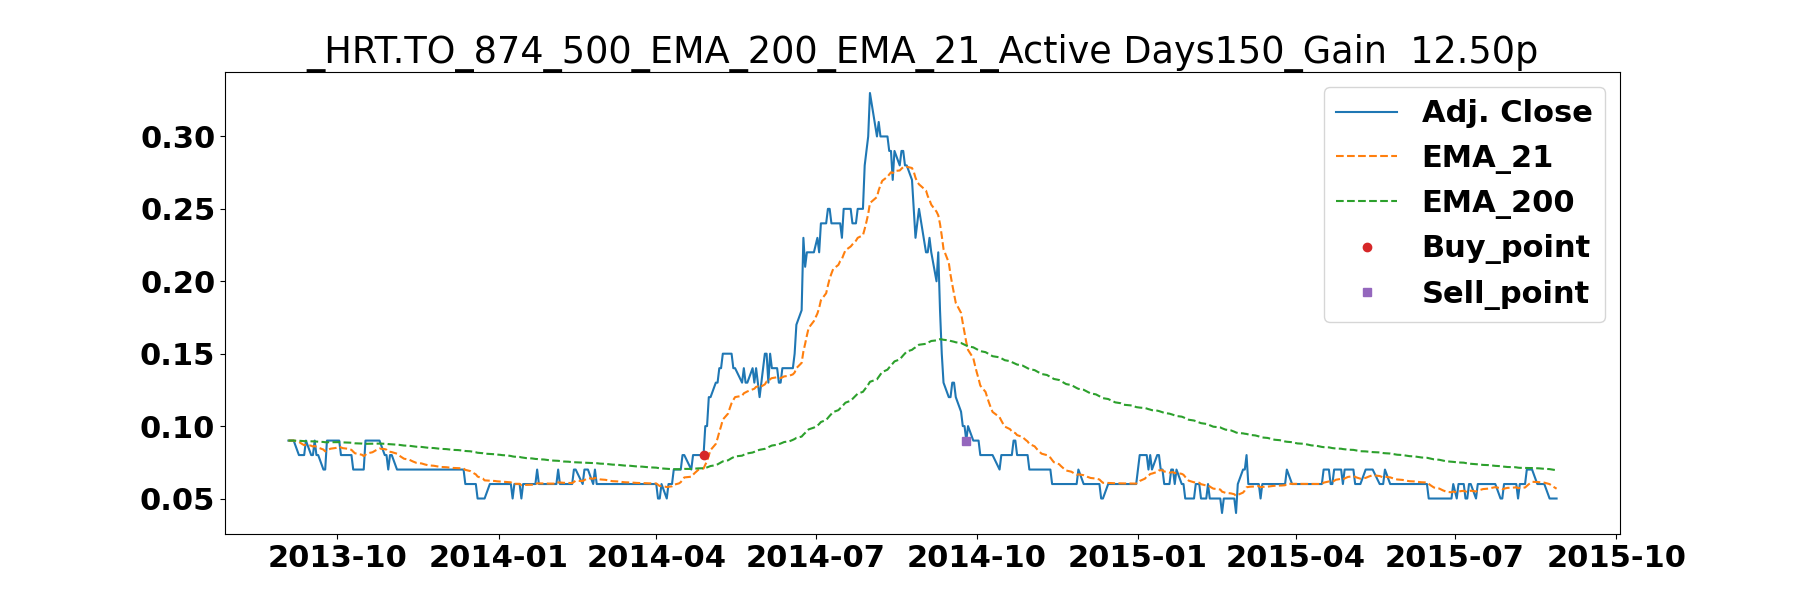 _HRT.TO_874_500_EMA_200_EMA_21_Active Days150_Gain  12.50p
0.30
0.25
0.20
0.15
0.10
0.05
Adj. Close
EMA_21
EMA_200
Buy_point
Sell_point
2013-10 2014-01 2014-04 2014-07 2014-10 2015-01 2015-04 2015-07 2015-10